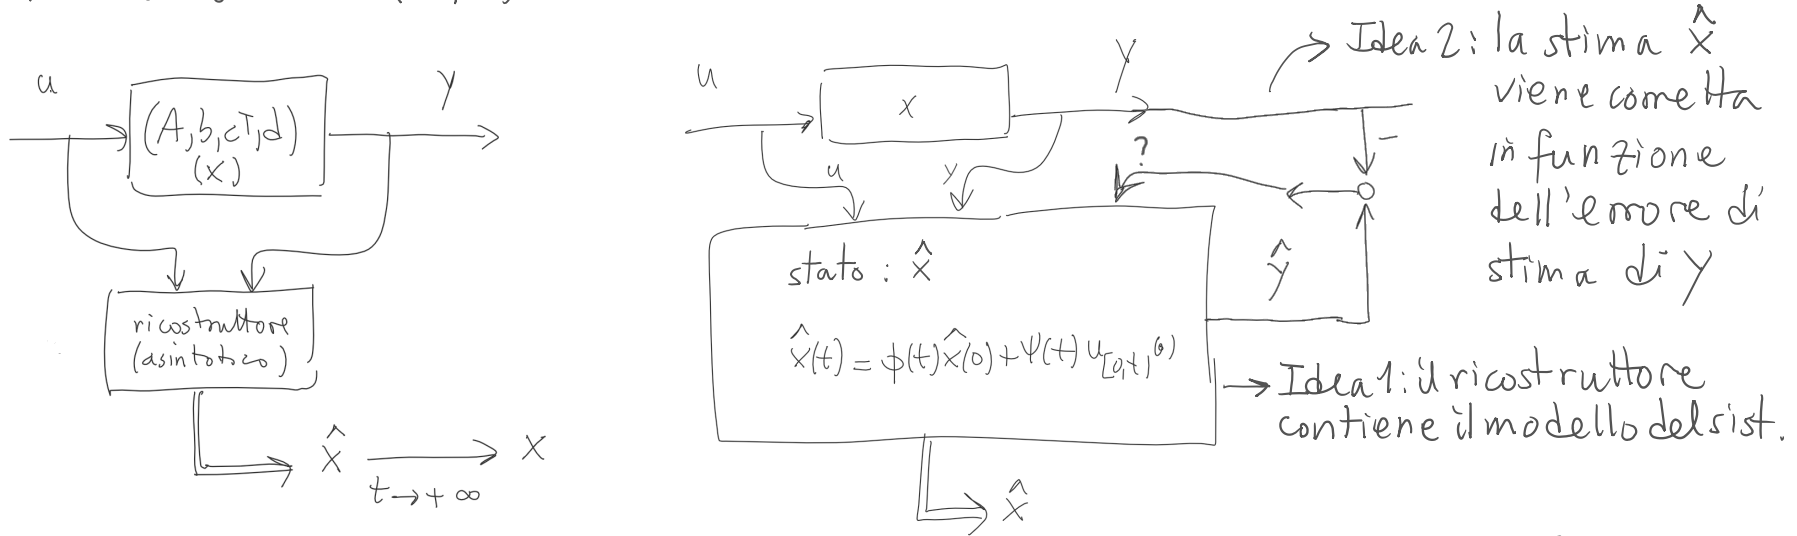 u
y
(A,b,cT,d)
(x)
ricostruttore
(asintotico)
x̂ → x
t→+∞
u
x
y
u
y
?
−
stato : x̂
x̂(t) = φ(t)x̂(0)+Ψ(t) u[0,t)(·)
ŷ
x̂
Idea 2: la stima x̂
viene corretta
in funzione
dell'errore di
stima di y
→ Idea 1: il ricostruttore
contiene il modello del sist.